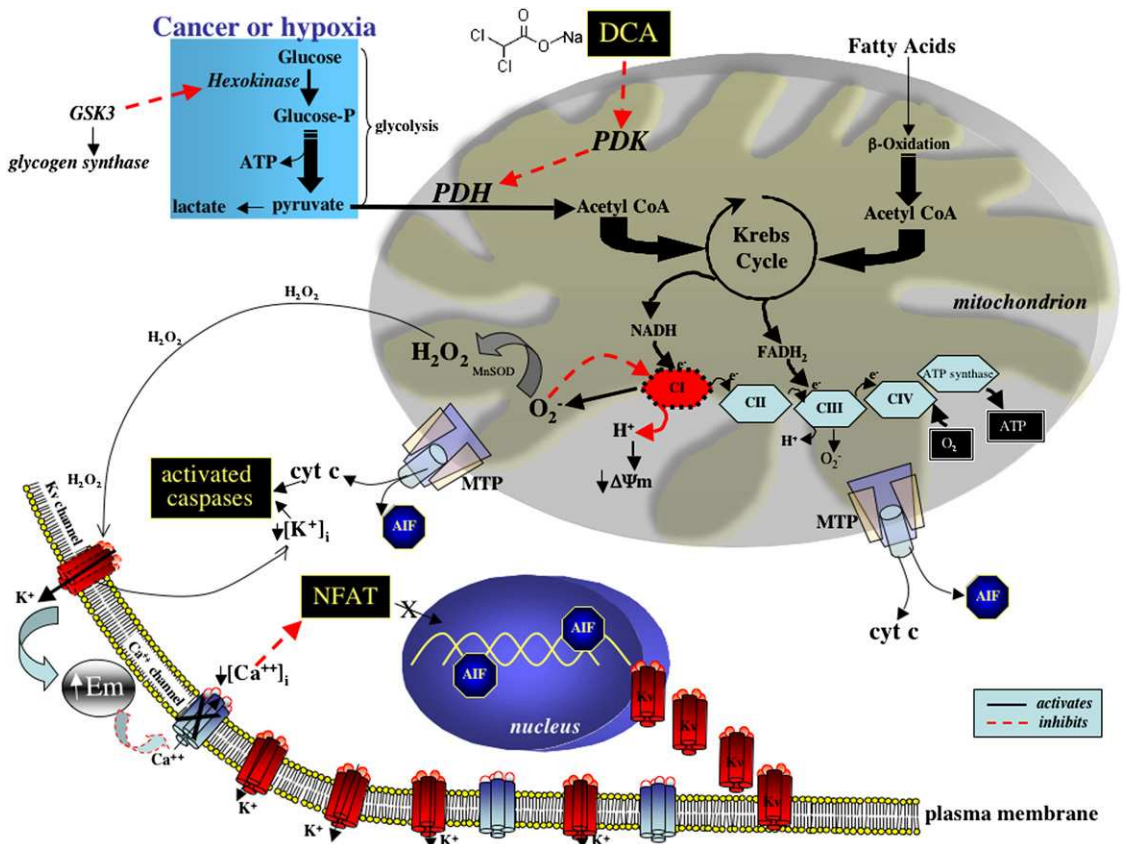 Cancer or hypoxia
Glucose
Hexokinase
GSK3
Glucose-P
glycolysis
glycogen synthase
ATP
lactate
pyruvate
Cl
O
O
Na
Cl
DCA
PDK
PDH
Acetyl CoA
Fatty Acids
β-Oxidation
Acetyl CoA
Krebs
Cycle
mitochondrion
NADH
FADH₂
H₂O₂
H₂O₂
H₂O₂
H₂O₂
MnSOD
O₂⁻
e⁻
CI
e⁻
CII
e⁻
CIII
e⁻
CIV
ATP synthase
ATP
O₂
H⁺
O₂⁻
H⁺
↓ΔΨm
MTP
cyt c
AIF
activated
caspases
↓[K⁺]ᵢ
MTP
AIF
cyt c
Kv channel
K⁺
↑Em
Ca⁺⁺ channel
Ca⁺⁺
↓[Ca⁺⁺]ᵢ
NFAT
X
AIF
AIF
nucleus
Kv
Kv
Kv
Kv
K⁺
K⁺
K⁺
K⁺
activates
inhibits
plasma membrane